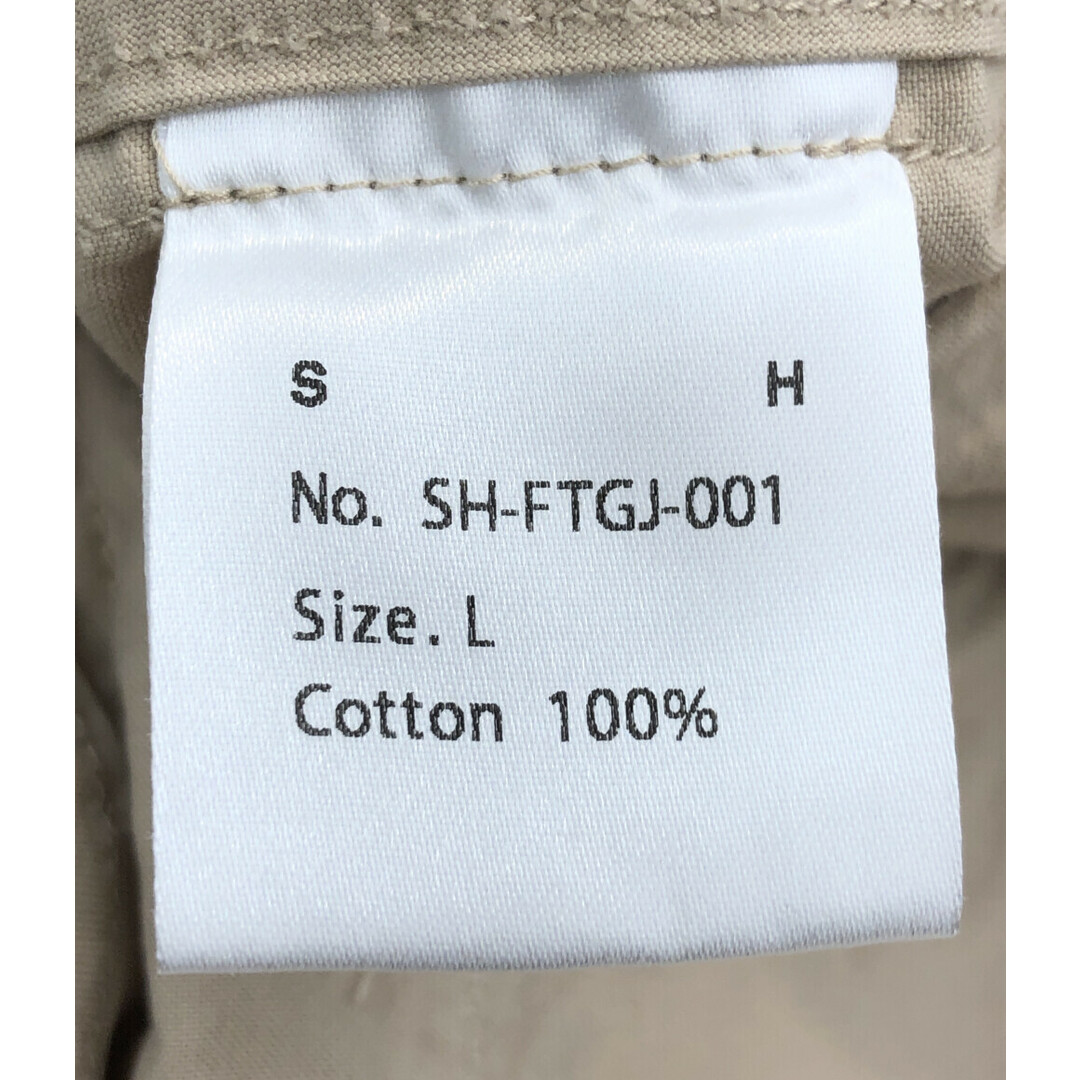 S H
No. SH-FTGJ-001
Size. L
Cotton 100%